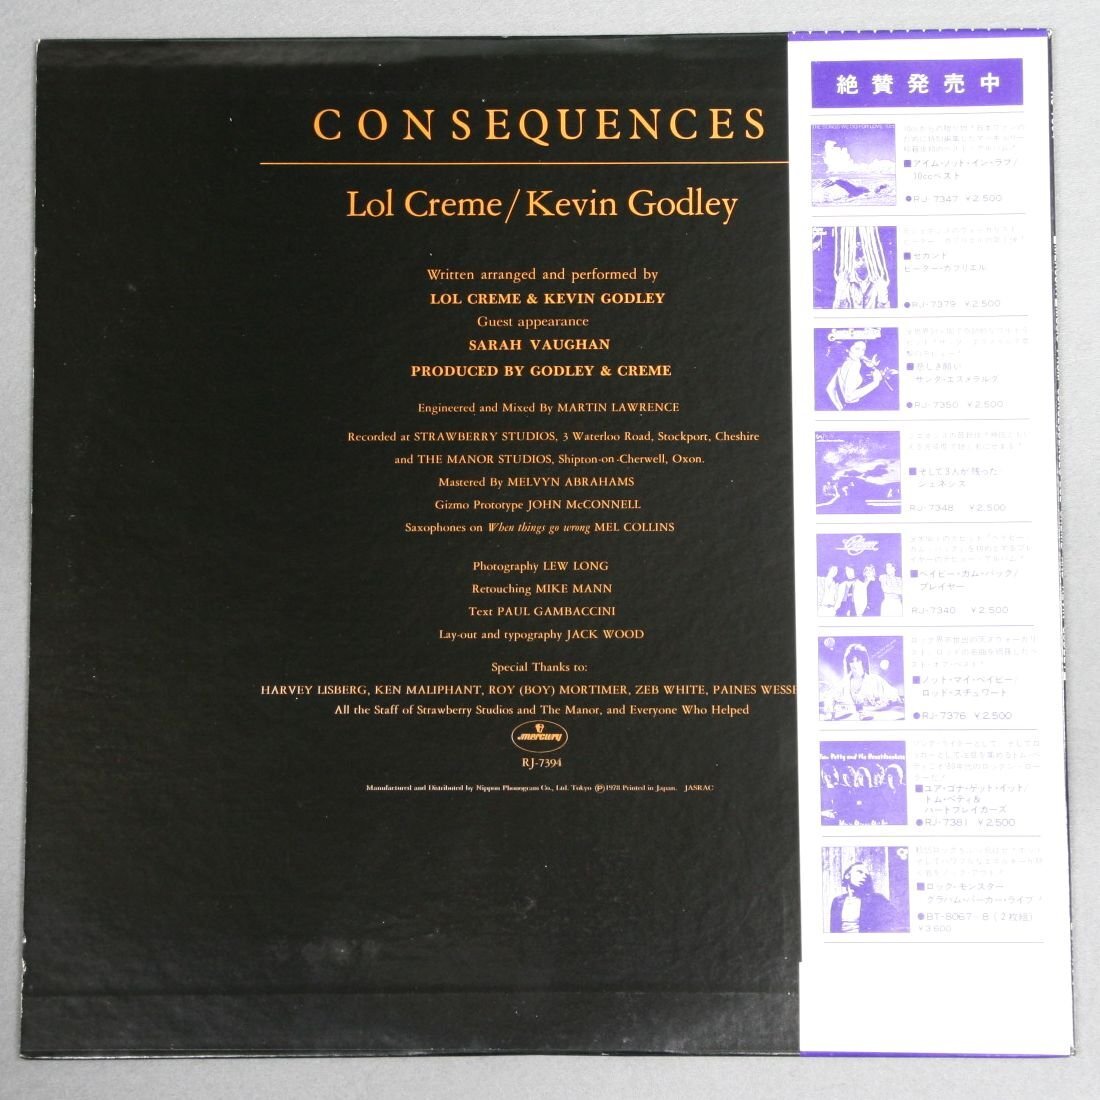 CONSEQUENCES
Lol Creme/Kevin Godley
Written arranged and performed by
LOL CREME & KEVIN GODLEY
Guest appearance
SARAH VAUGHAN
PRODUCED BY GODLEY & CREME
Engineered and Mixed By MARTIN LAWRENCE
Recorded at STRAWBERRY STUDIOS, 3 Waterloo Road, Stockport, Cheshire
and THE MANOR STUDIOS, Shipton-on-Cherwell, Oxon.
Mastered By MELVYN ABRAHAMS
Gizmo Prototype JOHN McCONNELL
Saxophones on When things go wrong MEL COLLINS
Photography LEW LONG
Retouching MIKE MANN
Text PAUL GAMBACCINI
Lay-out and typography JACK WOOD
Special Thanks to:
HARVEY LISBERG, KEN MALIPHANT, ROY (BOY) MORTIMER, ZEB WHITE, PAINES WESSE
All the Staff of Strawberry Studios and The Manor, and Everyone Who Helped
mercury
RJ-7394
Manufactured and Distributed by Nippon Phonogram Co., Ltd. Tokyo Ⓟ1978 Printed in Japan. JASRAC
絶賛発売中
■アイム・ノット・イン・ラブ/
10ccベスト
●RJ-7347 ¥2,500
■セカンド
ピーター・ガブリエル
●RJ-7379 ¥2,500
■悲しき願い
サンタ・エスメラルダ
●RJ-7350 ¥2,500
■そして3人が残った
ジェネシス
RJ-7348 ¥2,500
Player
■ベイビー・カム・バック/
プレイヤー
RJ-7340 ¥2,500
■ノット・マイ・ベイビー/
ロッド・スチュワート
●RJ-7376 ¥2,500
Tom Petty and the Heartbreakers
■ユア・ゴナ・ゲット・イット/
トム・ペティ&
ハートブレイカーズ
●RJ-7381 ¥2,500
■ロック・モンスター
グラハム・パーカー・ライブ!
●BT-8067~8(2枚組)
¥3,600